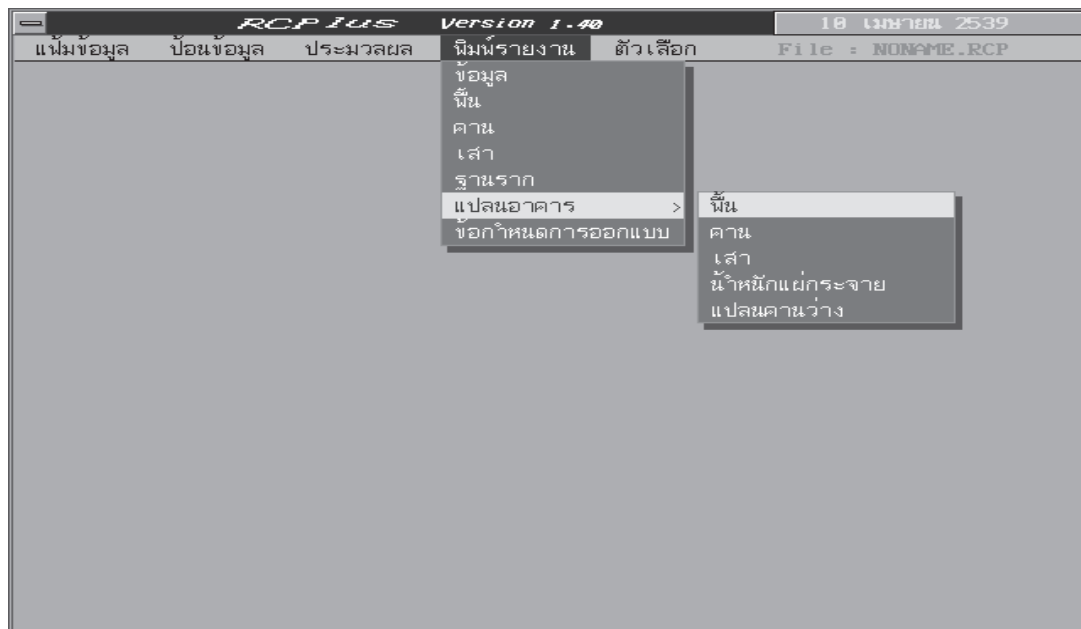 RCPlus Version 1.40 10 เมษายน 2539
แฟ้มข้อมูล ป้อนข้อมูล ประมวลผล พิมพ์รายงาน ตัวเลือก File : NONAME.RCP
ข้อมูล
พื้น
คาน
เสา
ฐานราก
แปลนอาคาร >
ข้อกำหนดการออกแบบ
พื้น
คาน
เสา
น้ำหนักแผ่กระจาย
แปลนคานว่าง